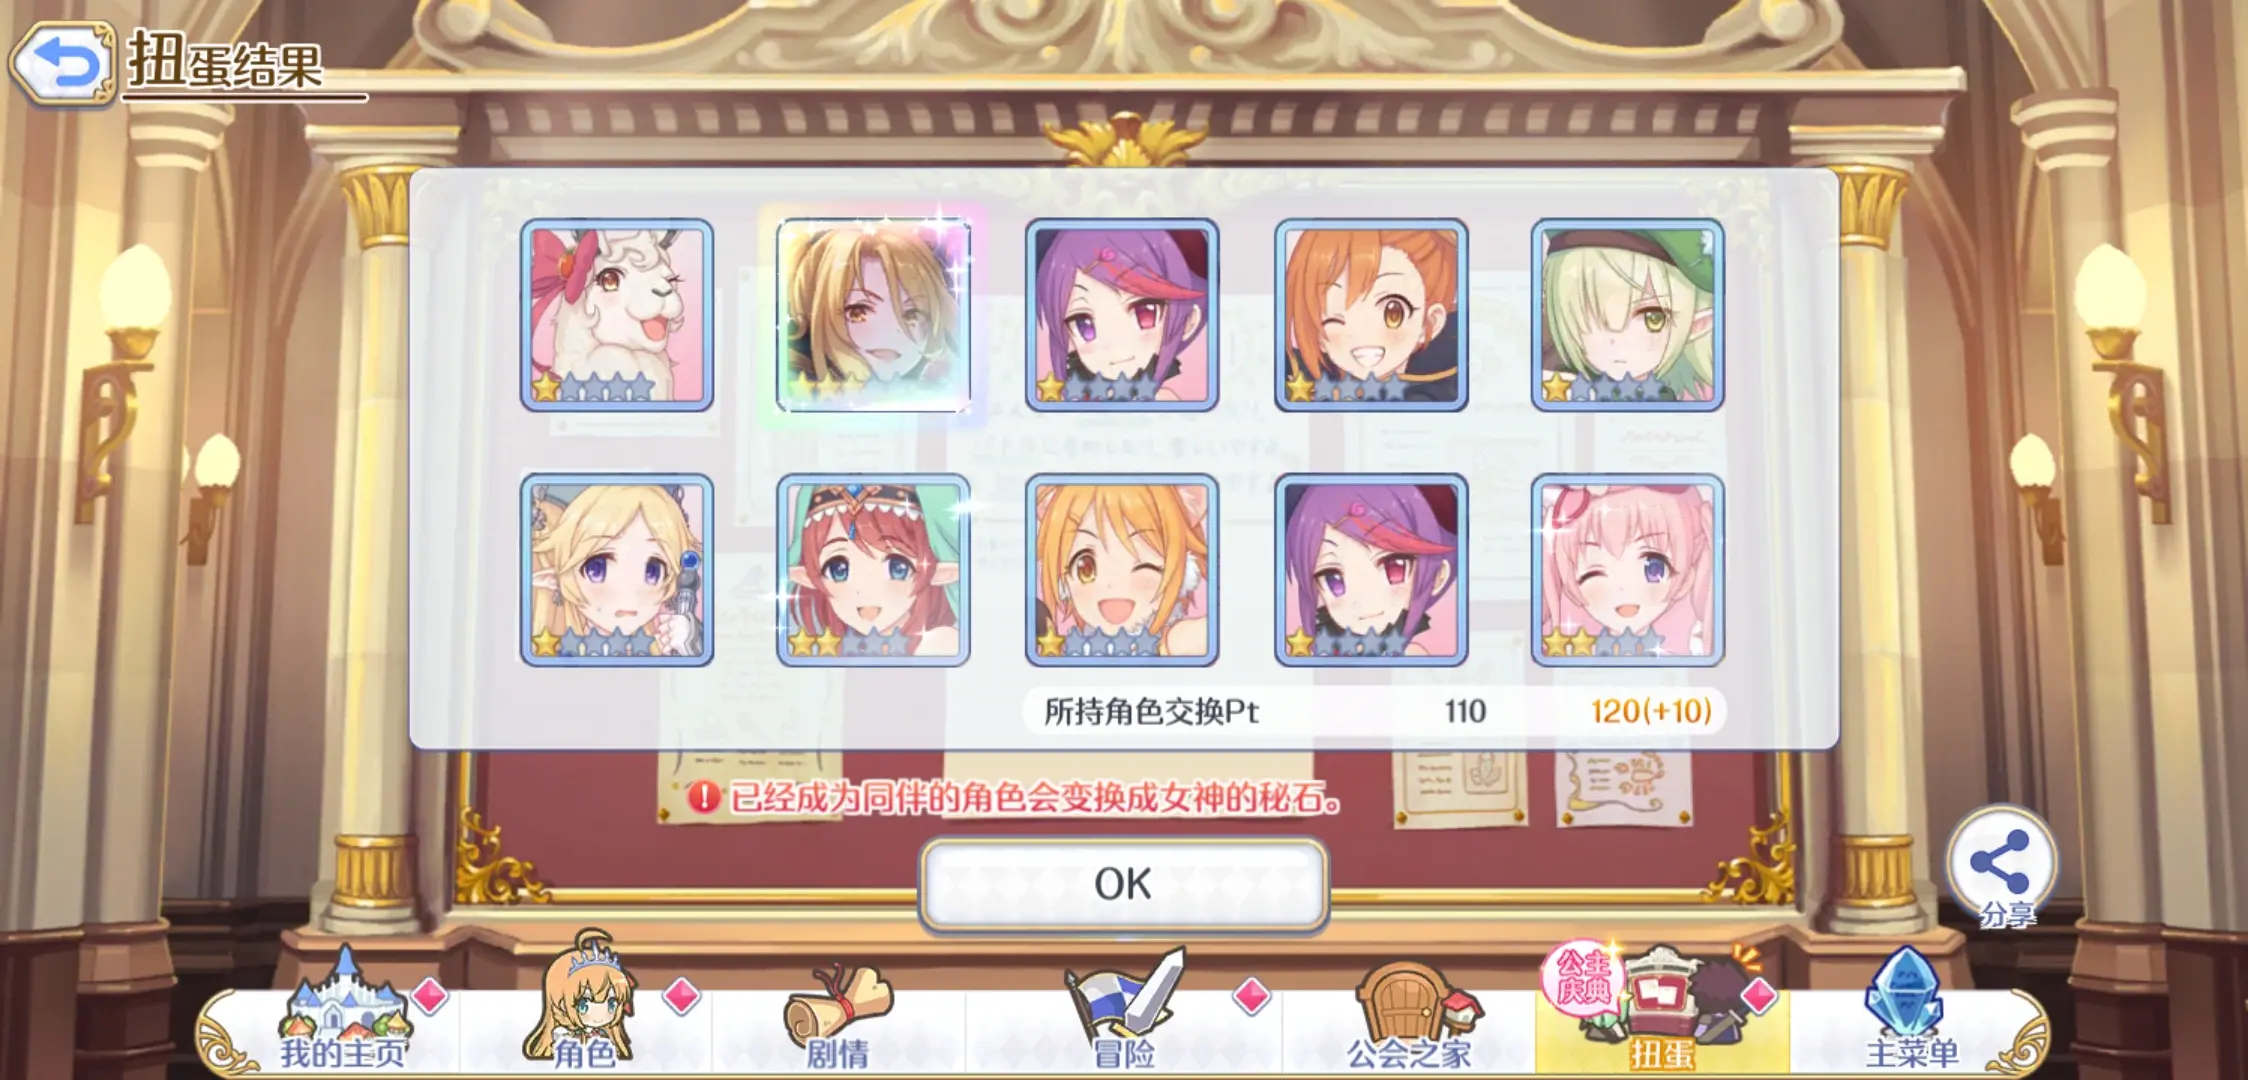 扭蛋结果
所持角色交换Pt 110 120(+10)
已经成为同伴的角色会变换成女神的秘石。
OK
分享
公主
庆典
我的主页 角色 剧情 冒险 公会之家 扭蛋 主菜单